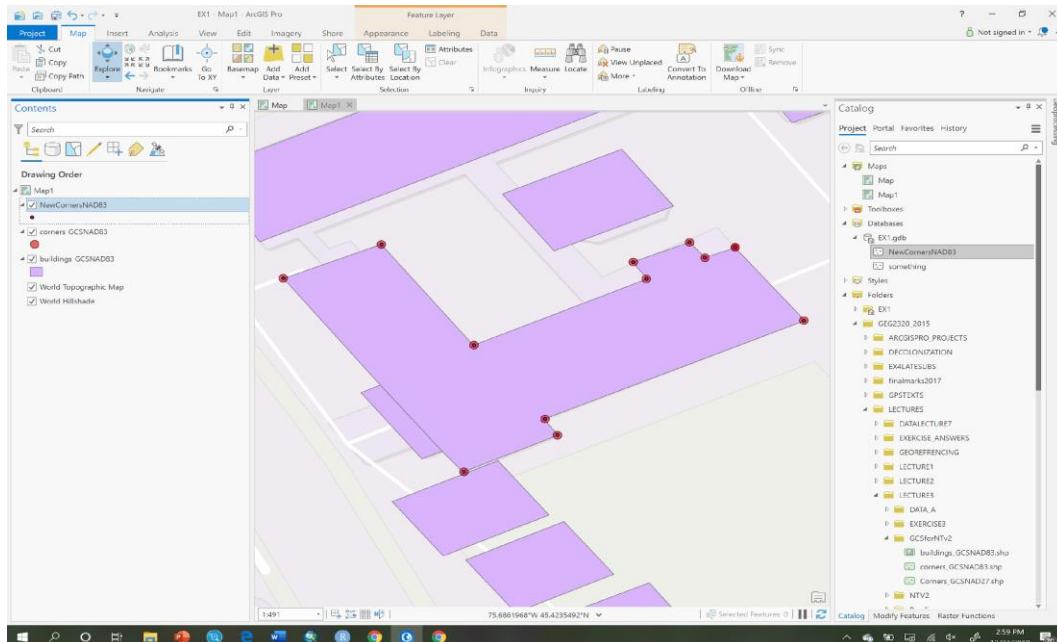 EX1 - Map1 - ArcGIS Pro
Feature Layer
? — X
Project Map Insert Analysis View Edit Imagery Share Appearance Labeling Data
Not signed in
Paste
Cut
Copy
Copy Path
Clipboard
Explore
Bookmarks
Go To XY
Navigate
Basemap
Add Data
Add Preset
Layer
Select
Select By Attributes
Select By Location
Attributes
Clear
Selection
Infographics
Measure
Locate
Inquiry
Pause
View Unplaced
More
Convert To Annotation
Labeling
Download Map
Sync
Remove
Offline
Contents
Search
Drawing Order
Map1
NewCornersNAD83
corners GCSNAD83
buildings GCSNAD83
World Topographic Map
World Hillshade
Map
Map1
1:491
75.6861968°W 45.4235492°N
Selected Features: 0
Catalog
Project Portal Favorites History
Search
Maps
Map
Map1
Toolboxes
Databases
EX1.gdb
NewCornersNAD83
something
Styles
Folders
EX1
GEG2320_2015
ARCGISPRO_PROJECTS
DECOLONIZATION
EX4LATESUBS
finalmarks2017
GPSTEXTS
LECTURES
DATALECTURE7
EXERCISE_ANSWERS
GEOREFRENCING
LECTURE1
LECTURE2
LECTURE3
DATA_A
EXERCISE3
GCSforNTv2
buildings_GCSNAD83.shp
corners_GCSNAD83.shp
Corners_GCSNAD27.shp
NTV2
Catalog Modify Features Raster Functions
Geoprocessing
2:59 PM